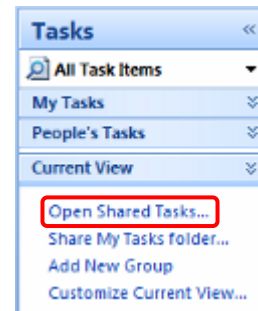 Tasks
All Task Items
My Tasks
People's Tasks
Current View
Open Shared Tasks...
Share My Tasks folder...
Add New Group
Customize Current View...